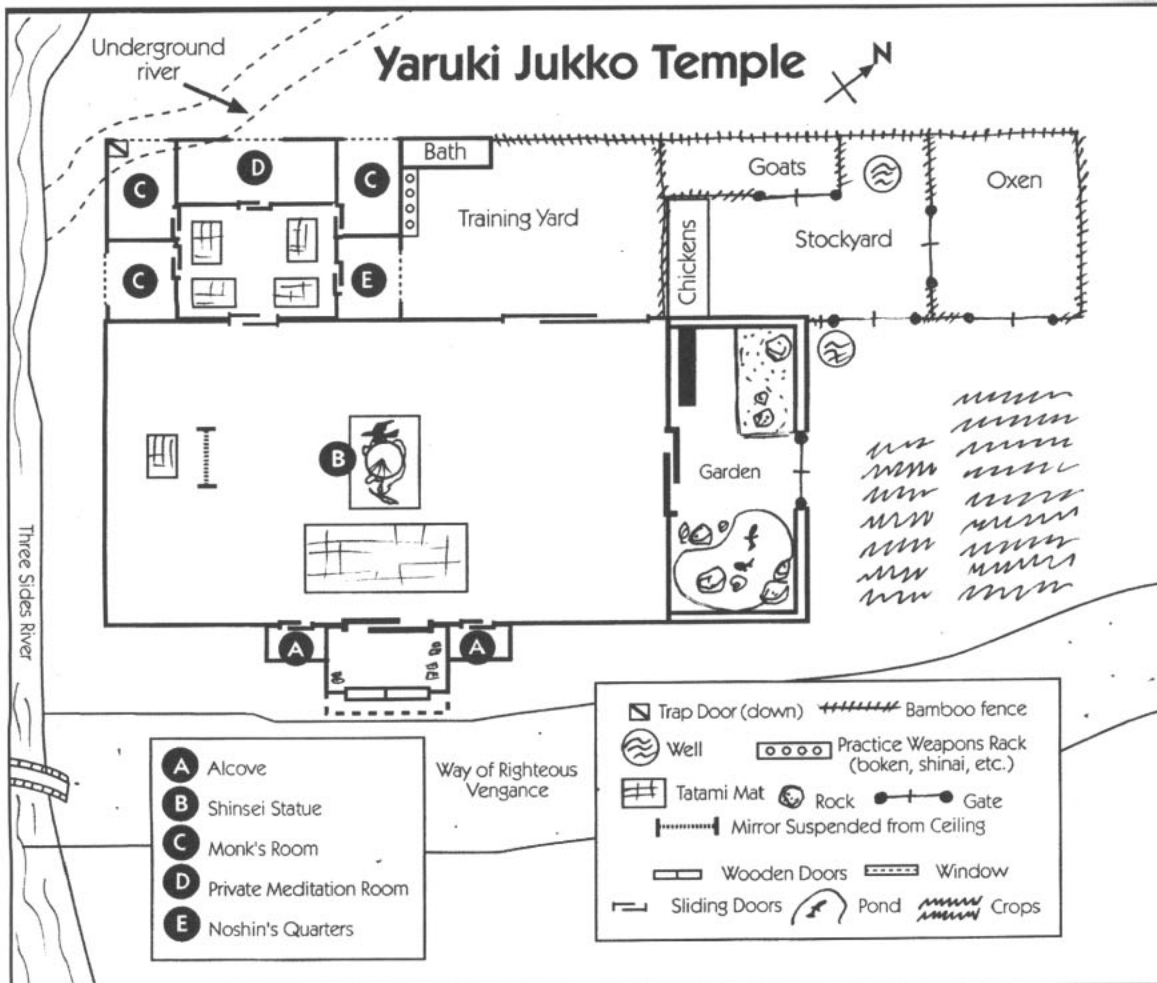 Yaruki Jukko Temple
N
Underground
river
Bath
Training Yard
Goats
Oxen
Stockyard
Chickens
D
C
C
C
E
B
Garden
A
A
Three Sides River
Way of Righteous
Vengance
A Alcove
B Shinsei Statue
C Monk's Room
D Private Meditation Room
E Noshin's Quarters
Trap Door (down)
Bamboo fence
Well
Practice Weapons Rack
(boken, shinai, etc.)
Tatami Mat
Rock
Gate
Mirror Suspended from Ceiling
Wooden Doors
Window
Sliding Doors
Pond
Crops